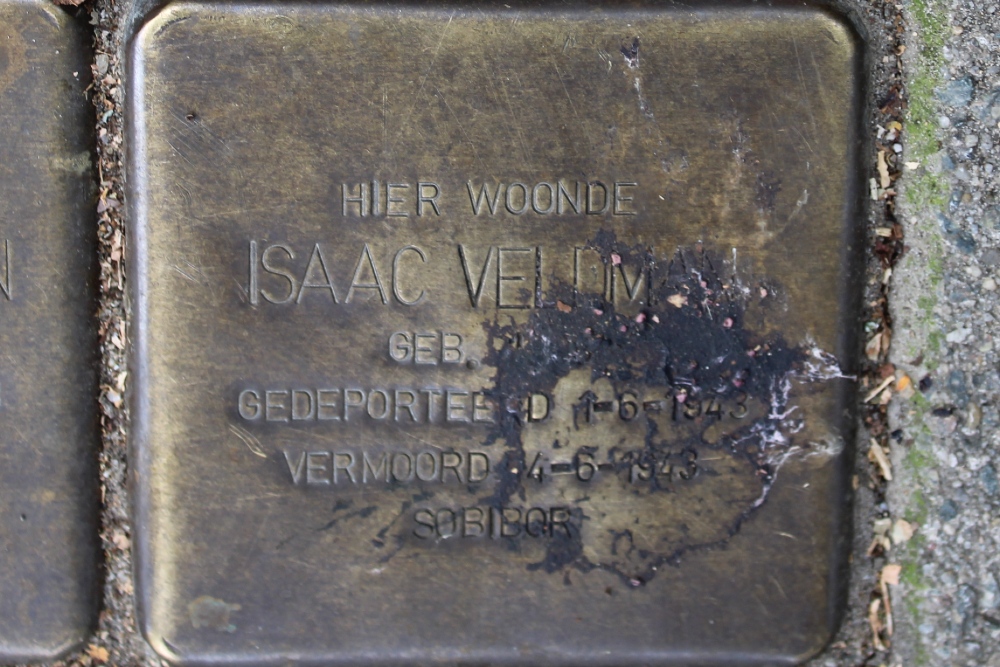 HIER WOONDE
ISAAC VELDMAN
GEB.
GEDEPORTEERD 1-6-1943
VERMOORD 4-6-1943
SOBIBOR